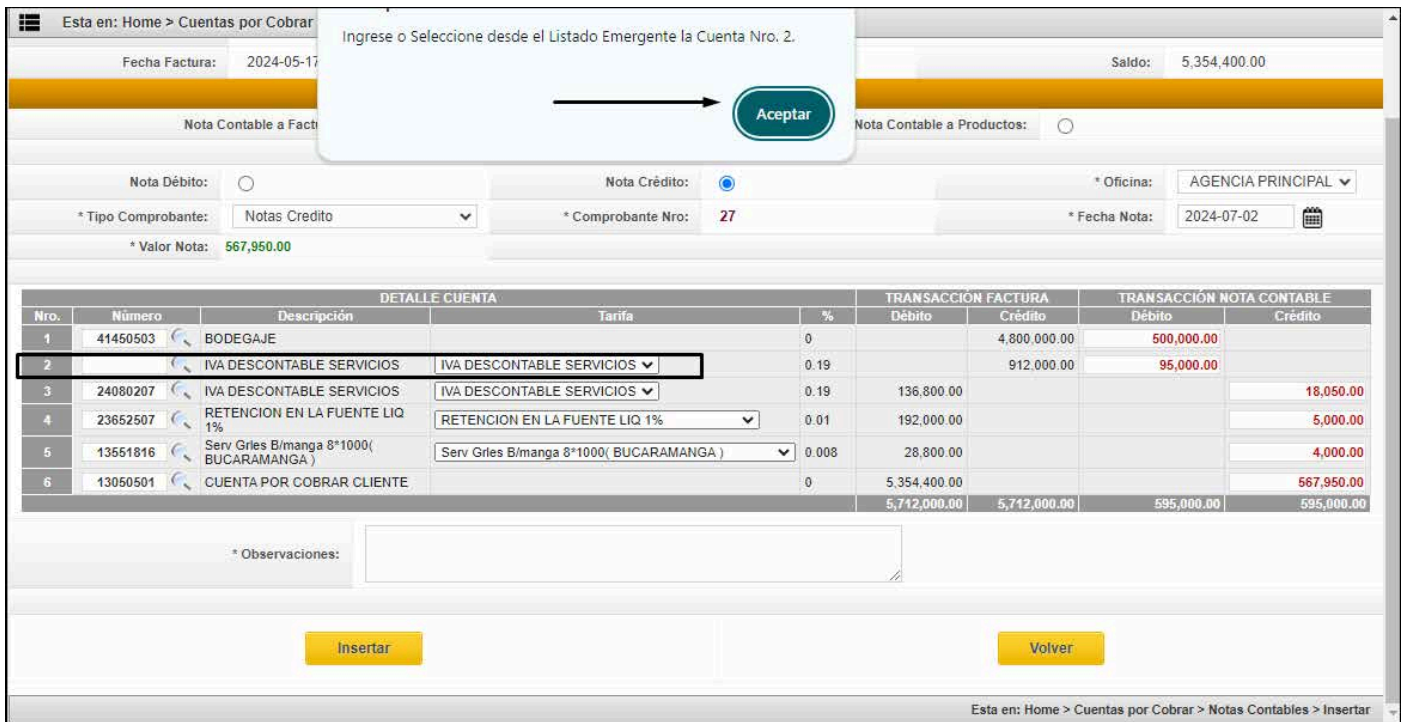 Esta en: Home > Cuentas por Cobrar
Ingrese o Seleccione desde el Listado Emergente la Cuenta Nro. 2.
Fecha Factura: 2024-05-17 Saldo: 5,354,400.00
Aceptar
Nota Contable a Factu Nota Contable a Productos:
Nota Débito: Nota Crédito: * Oficina: AGENCIA PRINCIPAL
* Tipo Comprobante: Notas Credito * Comprobante Nro: 27 * Fecha Nota: 2024-07-02
* Valor Nota: 567,950.00
DETALLE CUENTA TRANSACCIÓN FACTURA TRANSACCIÓN NOTA CONTABLE
Nro. Número Descripción Tarifa % Débito Crédito Débito Crédito
1 41450503 BODEGAJE 0 4,800,000.00 500,000.00
2 IVA DESCONTABLE SERVICIOS IVA DESCONTABLE SERVICIOS 0.19 912,000.00 95,000.00
3 24080207 IVA DESCONTABLE SERVICIOS IVA DESCONTABLE SERVICIOS 0.19 136,800.00 18,050.00
4 23652507 RETENCION EN LA FUENTE LIQ 1% RETENCION EN LA FUENTE LIQ 1% 0.01 192,000.00 5,000.00
5 13551816 Serv Grles B/manga 8*1000( BUCARAMANGA ) Serv Grles B/manga 8*1000( BUCARAMANGA ) 0.008 28,800.00 4,000.00
6 13050501 CUENTA POR COBRAR CLIENTE 0 5,354,400.00 567,950.00
5,712,000.00 5,712,000.00 595,000.00 595,000.00
* Observaciones:
Insertar Volver
Esta en: Home > Cuentas por Cobrar > Notas Contables > Insertar